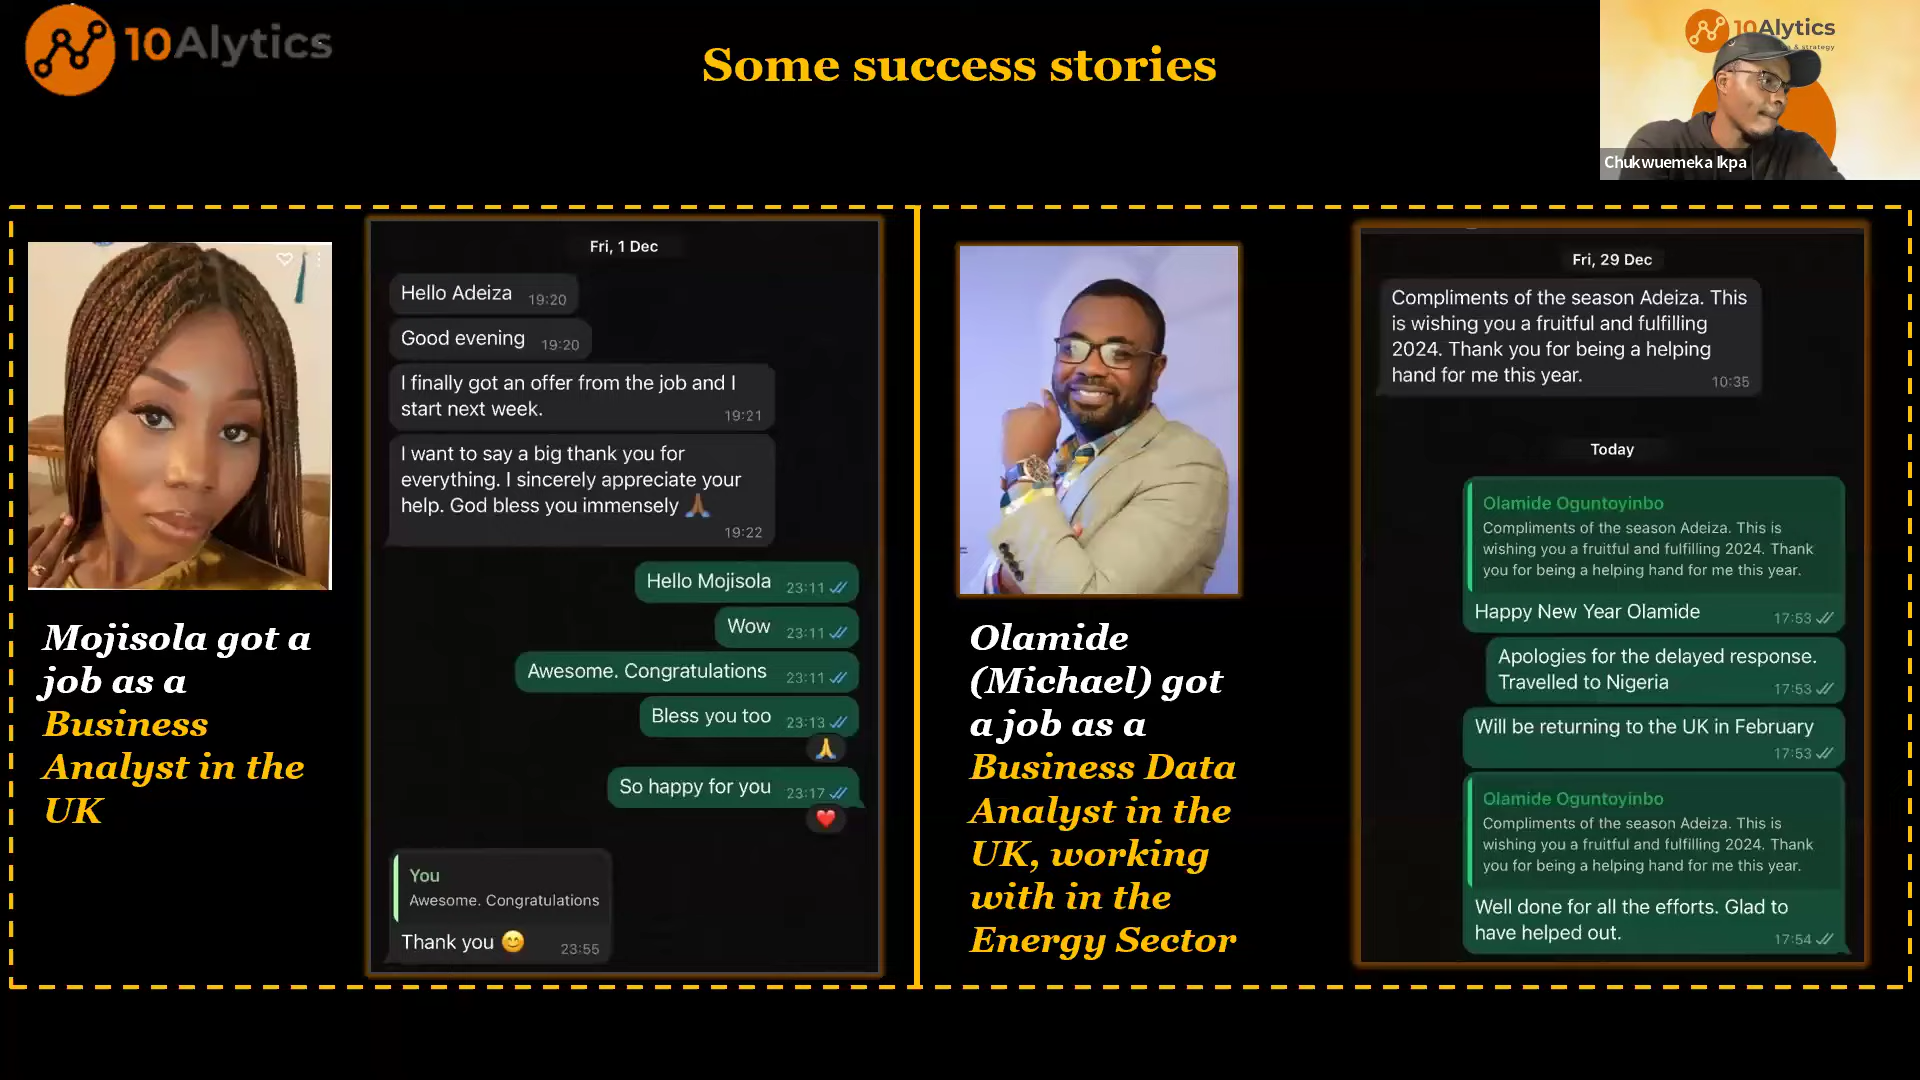 10Alytics
Some success stories
10Alytics
& strategy
Chukwuemeka Ikpa
Mojisola got a
job as a
Business
Analyst in the
UK
Fri, 1 Dec
Hello Adeiza 19:20
Good evening 19:20
I finally got an offer from the job and I
start next week. 19:21
I want to say a big thank you for
everything. I sincerely appreciate your
help. God bless you immensely 🙏🏾
19:22
Hello Mojisola 23:11
Wow 23:11
Awesome. Congratulations 23:11
Bless you too 23:13
🙏
So happy for you 23:17
❤️
You
Awesome. Congratulations
Thank you 😊 23:55
Olamide
(Michael) got
a job as a
Business Data
Analyst in the
UK, working
with in the
Energy Sector
Fri, 29 Dec
Compliments of the season Adeiza. This
is wishing you a fruitful and fulfilling
2024. Thank you for being a helping
hand for me this year. 10:35
Today
Olamide Oguntoyinbo
Compliments of the season Adeiza. This is
wishing you a fruitful and fulfilling 2024. Thank
you for being a helping hand for me this year.
Happy New Year Olamide 17:53
Apologies for the delayed response.
Travelled to Nigeria 17:53
Will be returning to the UK in February
17:53
Olamide Oguntoyinbo
Compliments of the season Adeiza. This is
wishing you a fruitful and fulfilling 2024. Thank
you for being a helping hand for me this year.
Well done for all the efforts. Glad to
have helped out. 17:54